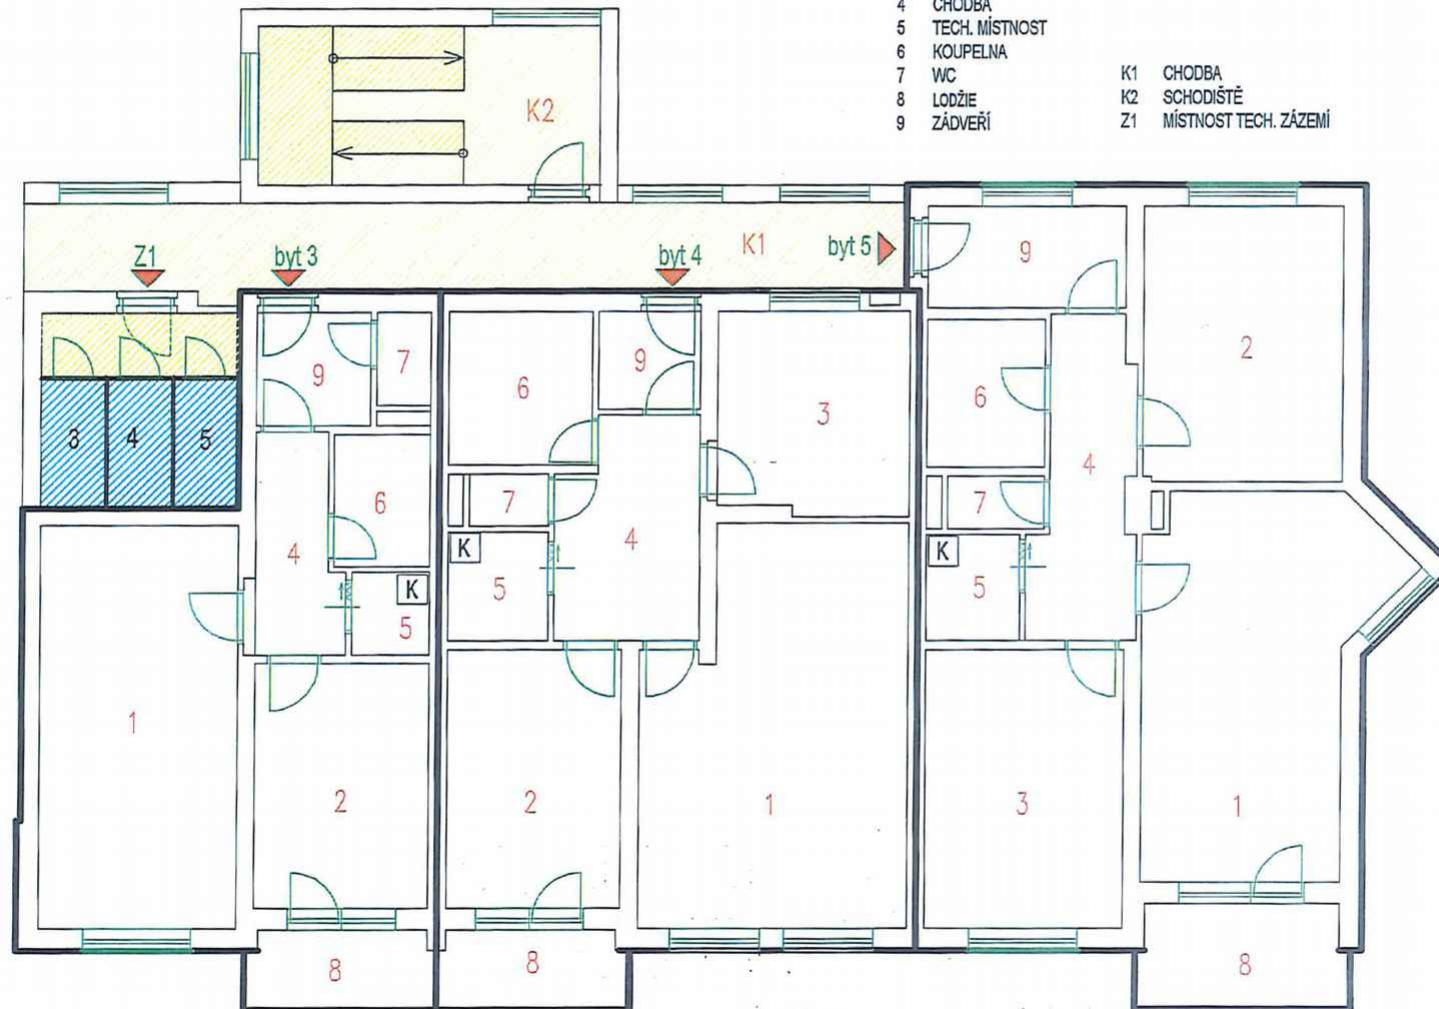 4 CHODBA
5 TECH. MÍSTNOST
6 KOUPELNA
7 WC
8 LODŽIE
9 ZÁDVEŘÍ
K1 CHODBA
K2 SCHODIŠTĚ
Z1 MÍSTNOST TECH. ZÁZEMÍ
K2
Z1
byt 3
byt 4
K1
byt 5
9
9
7
9
6
3
2
6
3
4
5
6
7
4
7
4
4
K
5
K
5
K
5
1
2
2
1
3
1
8
8
8